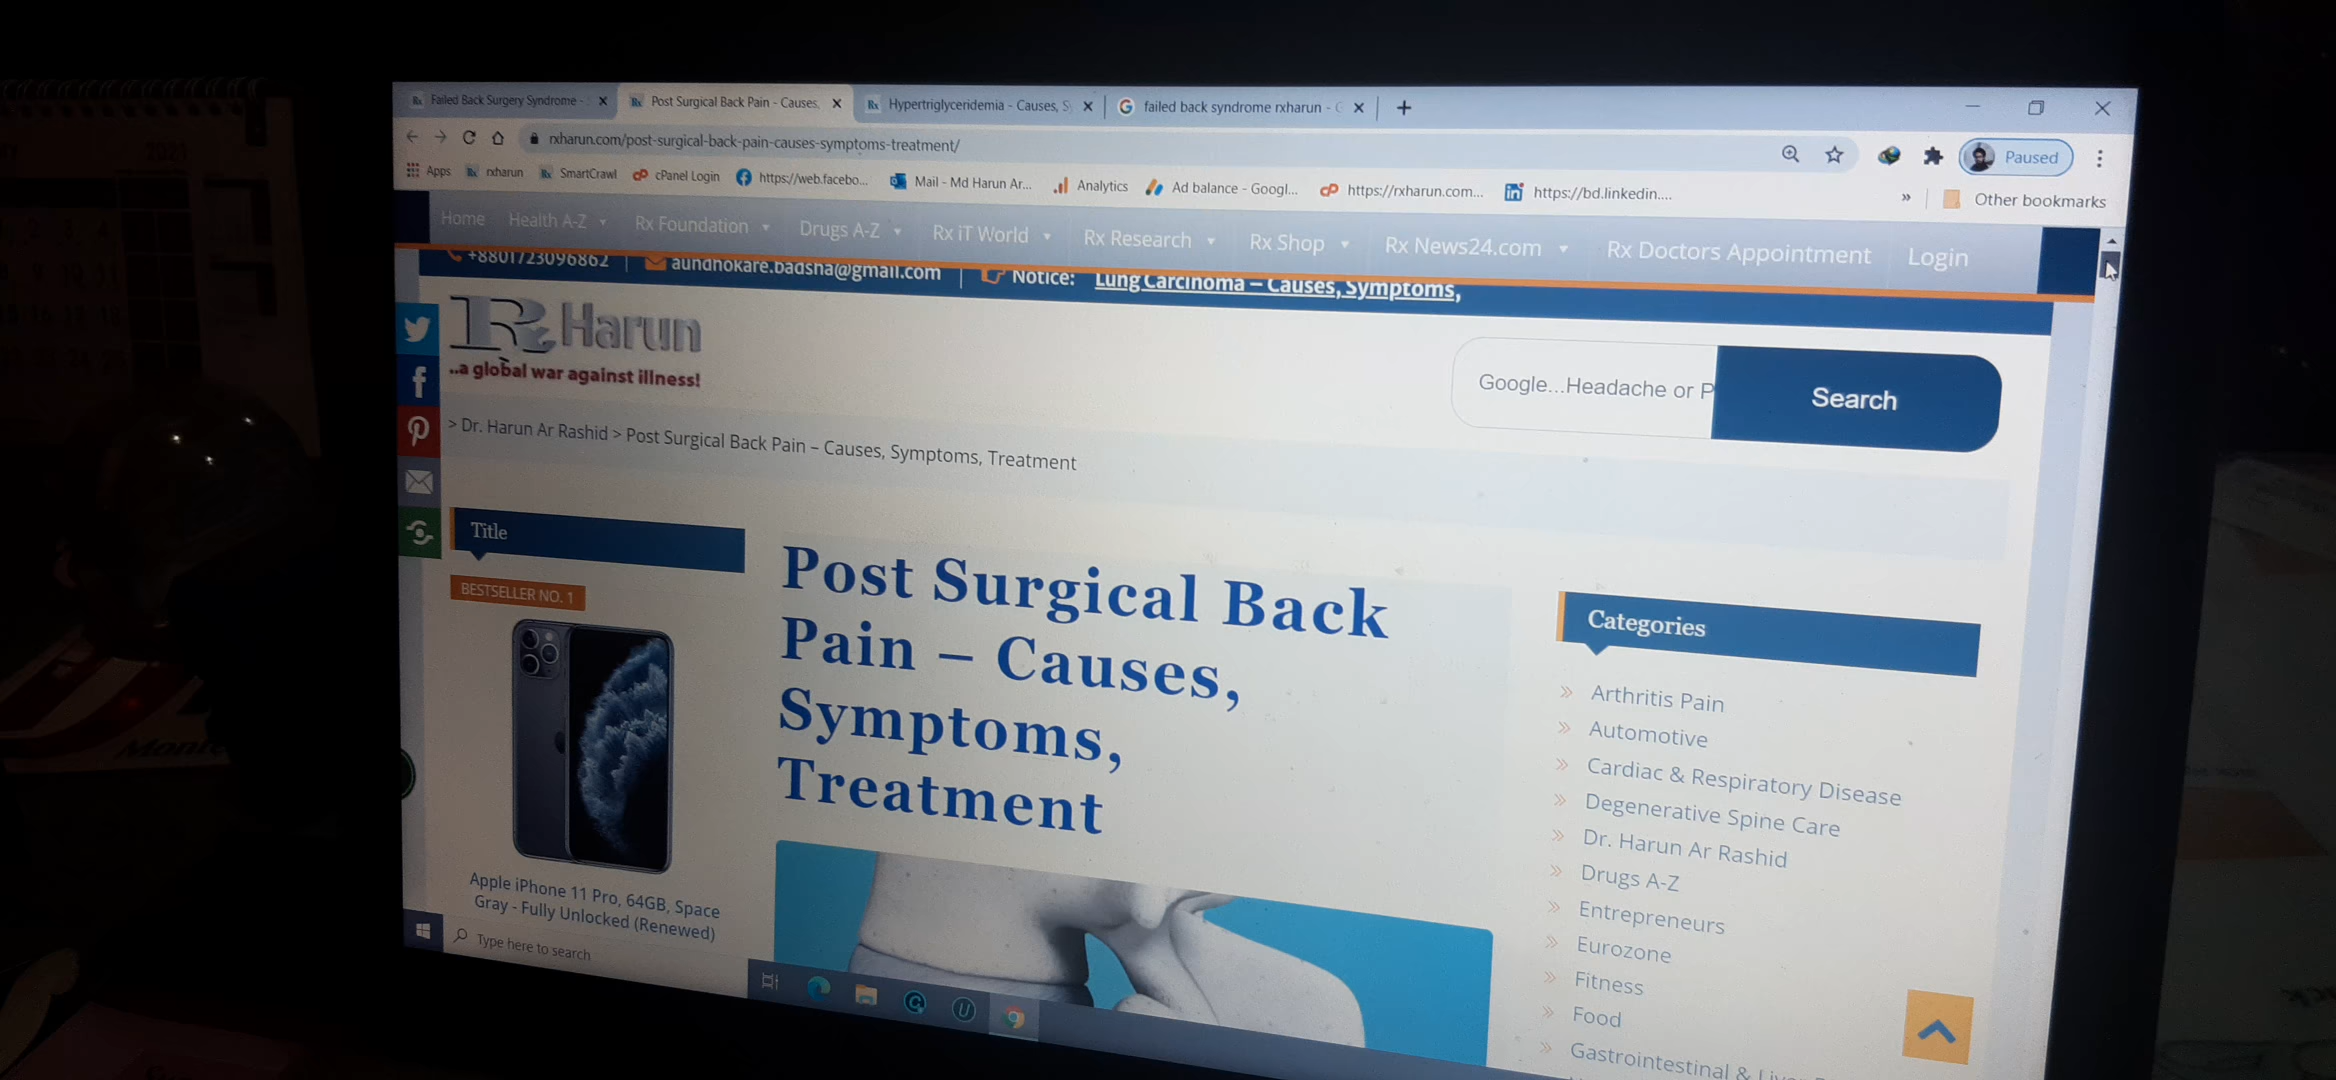 Failed Back Surgery Syndrome -
Post Surgical Back Pain - Causes,
Hypertriglyceridemia - Causes, S
failed back syndrome rxharun - G
rxharun.com/post-surgical-back-pain-causes-symptoms-treatment/
Paused
Apps
rxharun
SmartCrawl
cPanel Login
https://web.facebo...
Mail - Md Harun Ar...
Analytics
Ad balance - Googl...
https://rxharun.com...
https://bd.linkedin....
»
Other bookmarks
Home
Health A-Z
Rx Foundation
Drugs A-Z
Rx iT World
Rx Research
Rx Shop
Rx News24.com
Rx Doctors Appointment
Login
+8801723096862
aundhokare.badsha@gmail.com
Notice:
Lung Carcinoma – Causes, Symptoms,
Rx Harun
..a global war against illness!
Google...Headache or P
Search
> Dr. Harun Ar Rashid > Post Surgical Back Pain – Causes, Symptoms, Treatment
Title
BESTSELLER NO. 1
Apple iPhone 11 Pro, 64GB, Space
Gray - Fully Unlocked (Renewed)
Post Surgical Back
Pain – Causes,
Symptoms,
Treatment
Categories
Arthritis Pain
Automotive
Cardiac & Respiratory Disease
Degenerative Spine Care
Dr. Harun Ar Rashid
Drugs A-Z
Entrepreneurs
Eurozone
Fitness
Food
Gastrointestinal &
Type here to search
2021